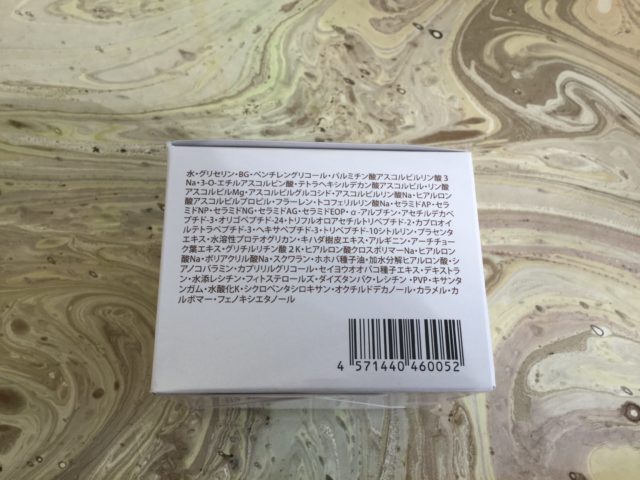 水・グリセリン・BG・ペンチレングリコール・パルミチン酸アスコルビルリン酸3
Na・3-O-エチルアスコルビン酸・テトラヘキシルデカン酸アスコルビル・リン酸
アスコルビルMg・アスコルビルグルコシド・アスコルビルリン酸Na・ヒアルロン
酸アスコルビルプロピル・フラーレン・トコフェリルリン酸Na・セラミドAP・セラ
ミドNP・セラミドNG・セラミドAG・セラミドEOP・α-アルブチン・アセチルデカペ
プチド-3・オリゴペプチド-24・トリフルオロアセチルトリペプチド-2・カプロオイ
ルテトラペプチド-3・ヘキサペプチド-3・トリペプチド-10シトルリン・プラセンタ
エキス・水溶性プロテオグリカン・キハダ樹皮エキス・アルギニン・アーチチョー
ク葉エキス・グリチルリチン酸2K・ヒアルロン酸クロスポリマーNa・ヒアルロン
酸Na・ポリアクリル酸Na・スクワラン・ホホバ種子油・加水分解ヒアルロン酸・シ
アノコバラミン・カプリリルグリコール・セイヨウオオバコ種子エキス・デキストラ
ン・水添レシチン・フィトステロールズ・ダイズタンパク・レシチン・PVP・キサンタ
ンガム・水酸化K・シクロペンタシロキサン・オクチルドデカノール・カラメル・カ
ルボマー・フェノキシエタノール
4 571440 460052